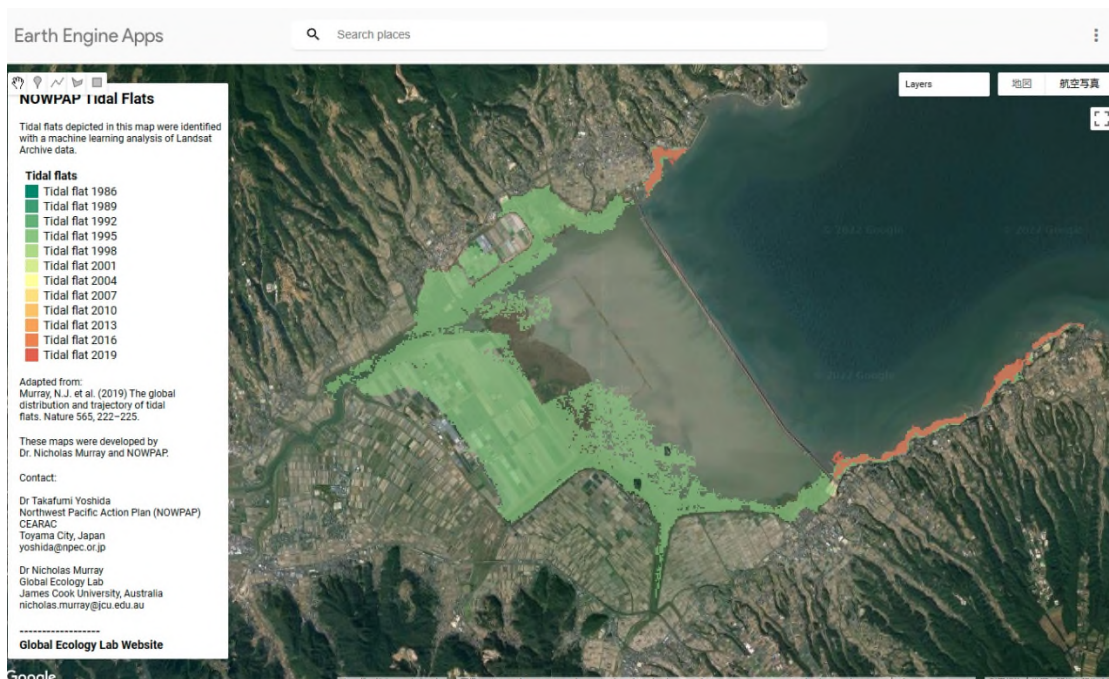 Earth Engine Apps
Search places
Layers
地図
航空写真
NOWPAP Tidal Flats
Tidal flats depicted in this map were identified
with a machine learning analysis of Landsat
Archive data.
Tidal flats
Tidal flat 1986
Tidal flat 1989
Tidal flat 1992
Tidal flat 1995
Tidal flat 1998
Tidal flat 2001
Tidal flat 2004
Tidal flat 2007
Tidal flat 2010
Tidal flat 2013
Tidal flat 2016
Tidal flat 2019
Adapted from:
Murray, N.J. et al. (2019) The global
distribution and trajectory of tidal
flats. Nature 565, 222–225.
These maps were developed by
Dr. Nicholas Murray and NOWPAP.
Contact:
Dr Takafumi Yoshida
Northwest Pacific Action Plan (NOWPAP)
CEARAC
Toyama City, Japan
yoshida@npec.or.jp
Dr Nicholas Murray
Global Ecology Lab
James Cook University, Australia
nicholas.murray@jcu.edu.au
------------------
Global Ecology Lab Website
Google
© 2022 Google
© 2022 Google
© 2022 Google